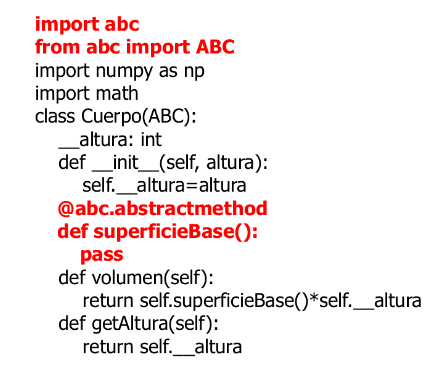 import abc
from abc import ABC
import numpy as np
import math
class Cuerpo(ABC):
__altura: int
def __init__(self, altura):
self.__altura=altura
@abc.abstractmethod
def superficieBase():
pass
def volumen(self):
return self.superficieBase()*self.__altura
def getAltura(self):
return self.__altura